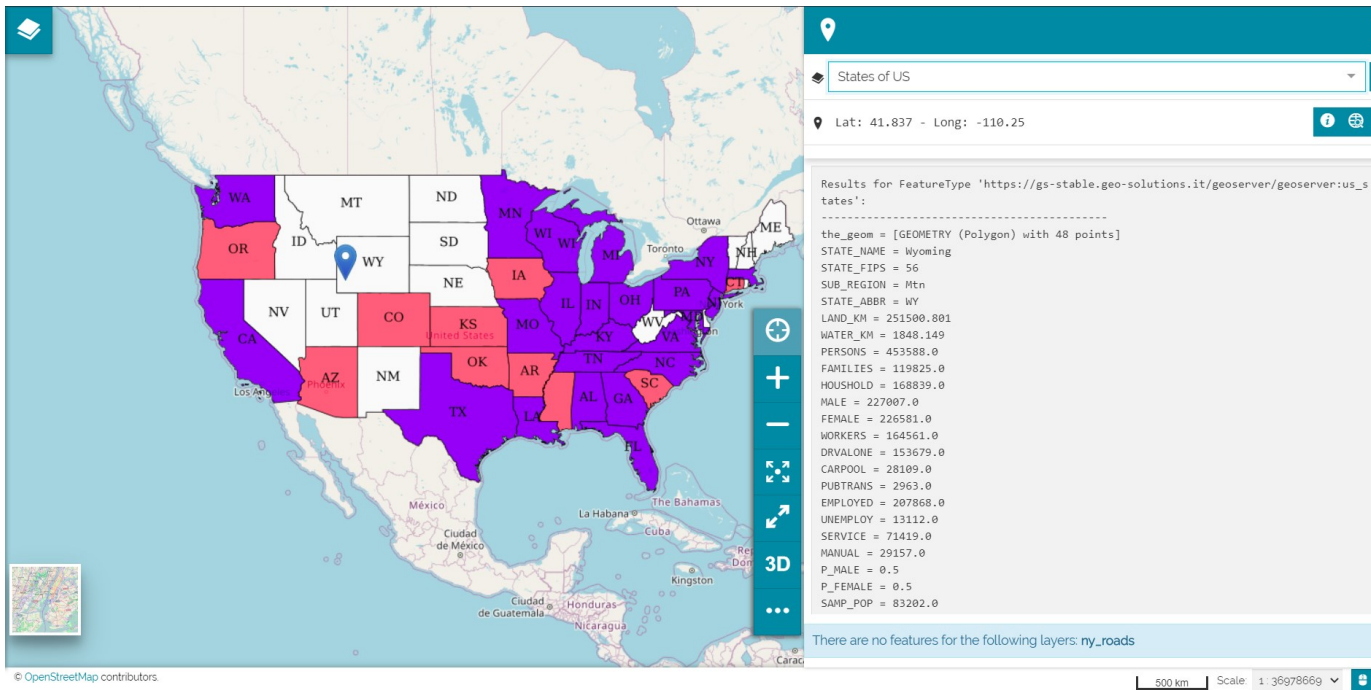 WA
MT
ND
MN
OR
ID
SD
WI
WI
MI
Ottawa
Toronto
ME
NH
WY
NY
NE
IA
CT
York
NV
UT
CO
KS
United States
IL
IN
OH
PA
NJ
MD
CA
MO
WV
VA
KY
AZ
Phoenix
NM
OK
AR
TN
NC
SC
Los Angeles
TX
LA
AL
GA
FL
México
La Habana
The Bahamas
Cuba
Ciudad
de México
Kingston
Ciudad
de Guatemala
Honduras
Nicaragua
Carac
3D
© OpenStreetMap contributors.
States of US
Lat: 41.837 - Long: -110.25
Results for FeatureType 'https://gs-stable.geo-solutions.it/geoserver/geoserver:us_s
tates':
--------------------------------------------
the_geom = [GEOMETRY (Polygon) with 48 points]
STATE_NAME = Wyoming
STATE_FIPS = 56
SUB_REGION = Mtn
STATE_ABBR = WY
LAND_KM = 251500.801
WATER_KM = 1848.149
PERSONS = 453588.0
FAMILIES = 119825.0
HOUSHOLD = 168839.0
MALE = 227007.0
FEMALE = 226581.0
WORKERS = 164561.0
DRVALONE = 153679.0
CARPOOL = 28109.0
PUBTRANS = 2963.0
EMPLOYED = 207868.0
UNEMPLOY = 13112.0
SERVICE = 71419.0
MANUAL = 29157.0
P_MALE = 0.5
P_FEMALE = 0.5
SAMP_POP = 83202.0
There are no features for the following layers: ny_roads
500 km
Scale: 1 : 36978669